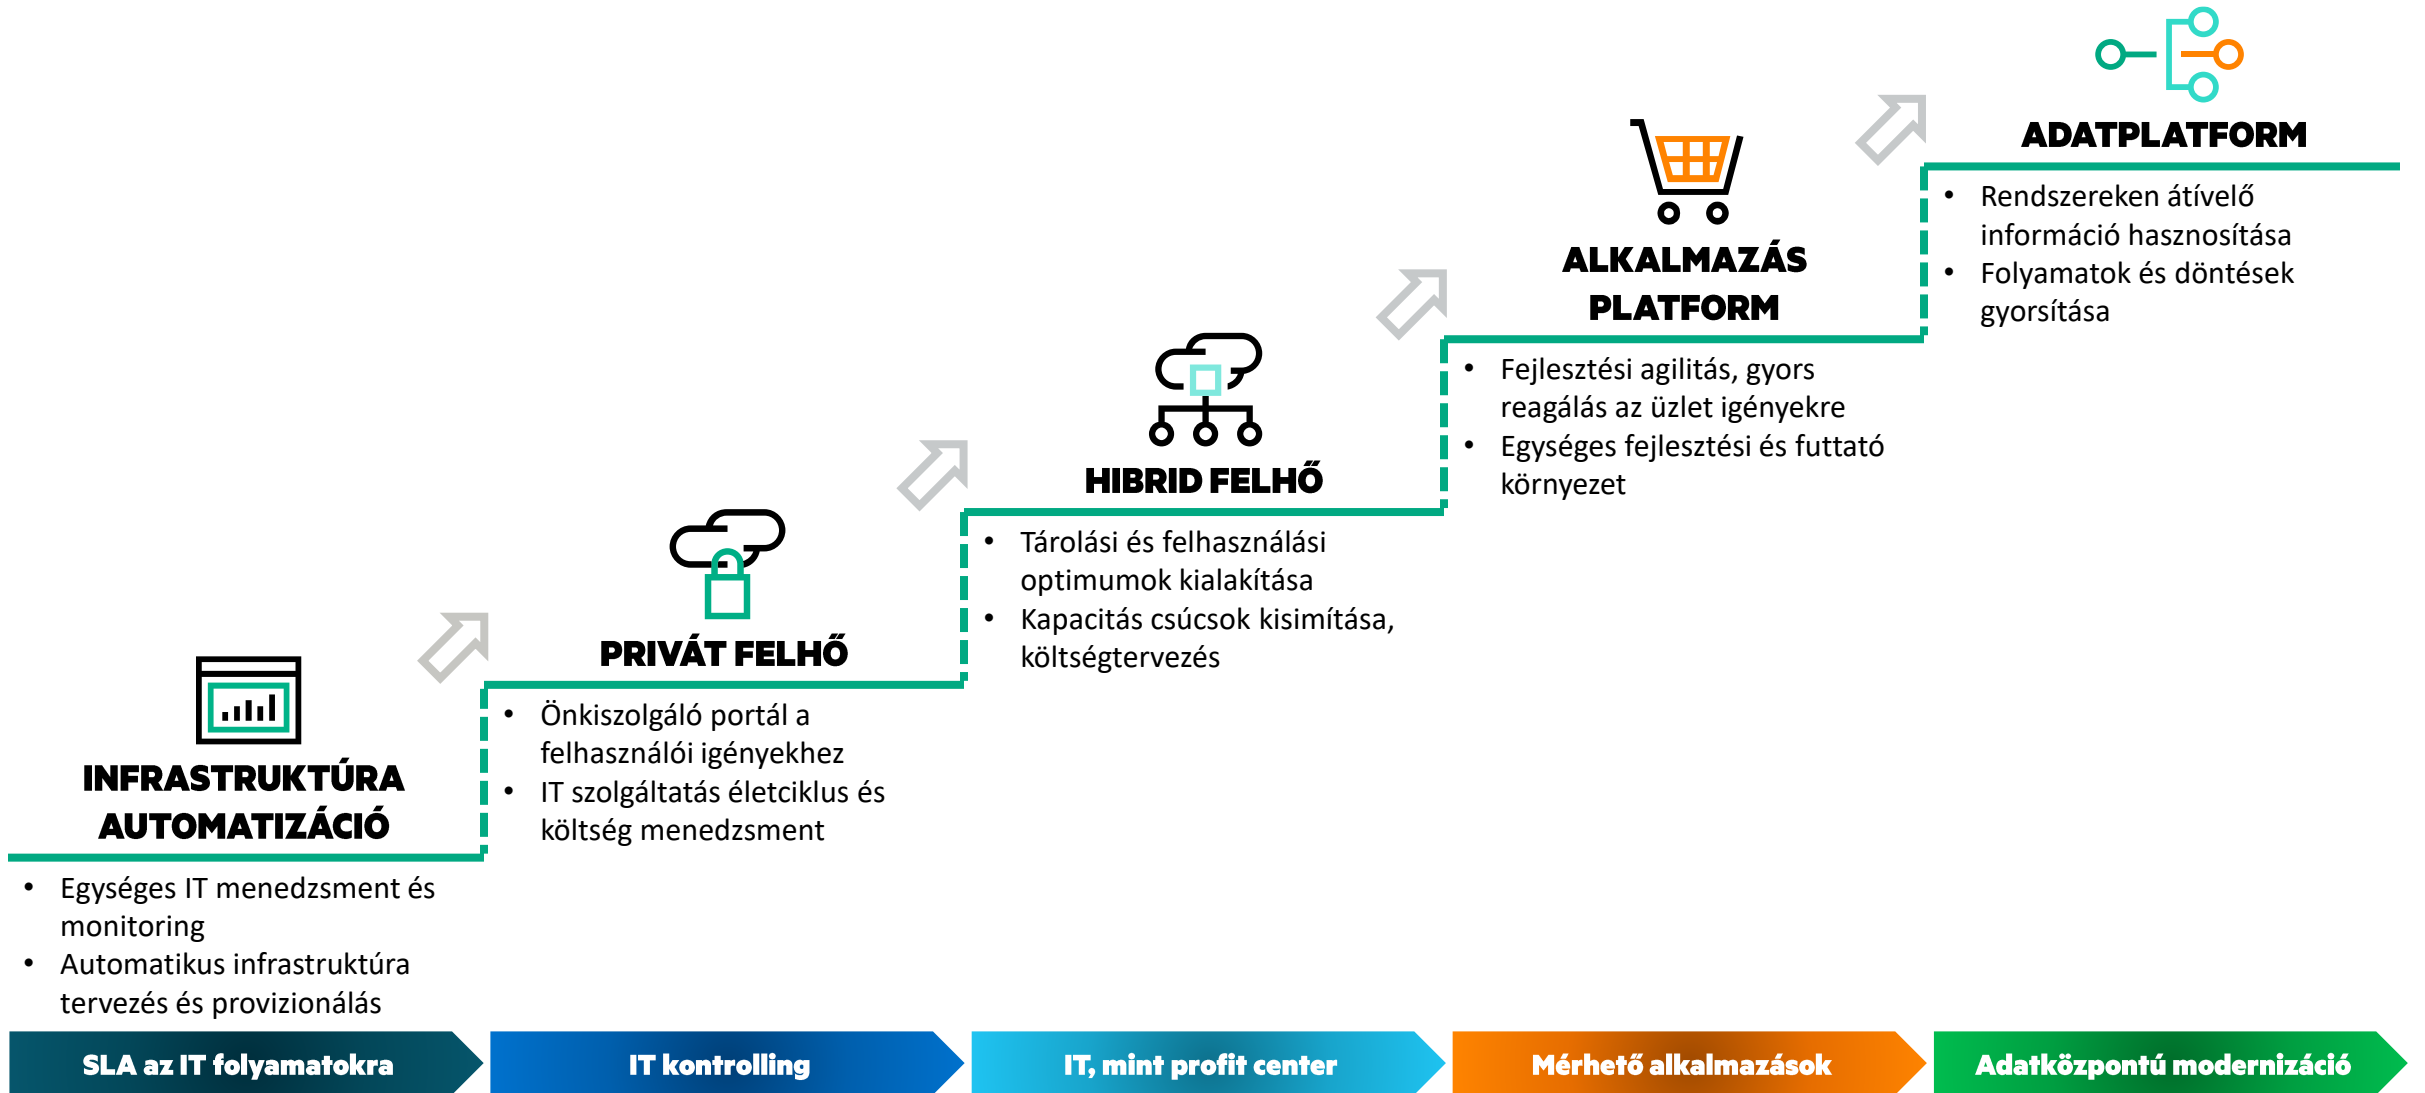 INFRASTRUKTÚRA
AUTOMATIZÁCIÓ
• Egységes IT menedzsment és
monitoring
• Automatikus infrastruktúra
tervezés és provizionálás
PRIVÁT FELHŐ
• Önkiszolgáló portál a
felhasználói igényekhez
• IT szolgáltatás életciklus és
költség menedzsment
HIBRID FELHŐ
• Tárolási és felhasználási
optimumok kialakítása
• Kapacitás csúcsok kisimítása,
költségtervezés
ALKALMAZÁS
PLATFORM
• Fejlesztési agilitás, gyors
reagálás az üzlet igényekre
• Egységes fejlesztési és futtató
környezet
ADATPLATFORM
• Rendszereken átívelő
információ hasznosítása
• Folyamatok és döntések
gyorsítása
SLA az IT folyamatokra
IT kontrolling
IT, mint profit center
Mérhető alkalmazások
Adatközpontú modernizáció